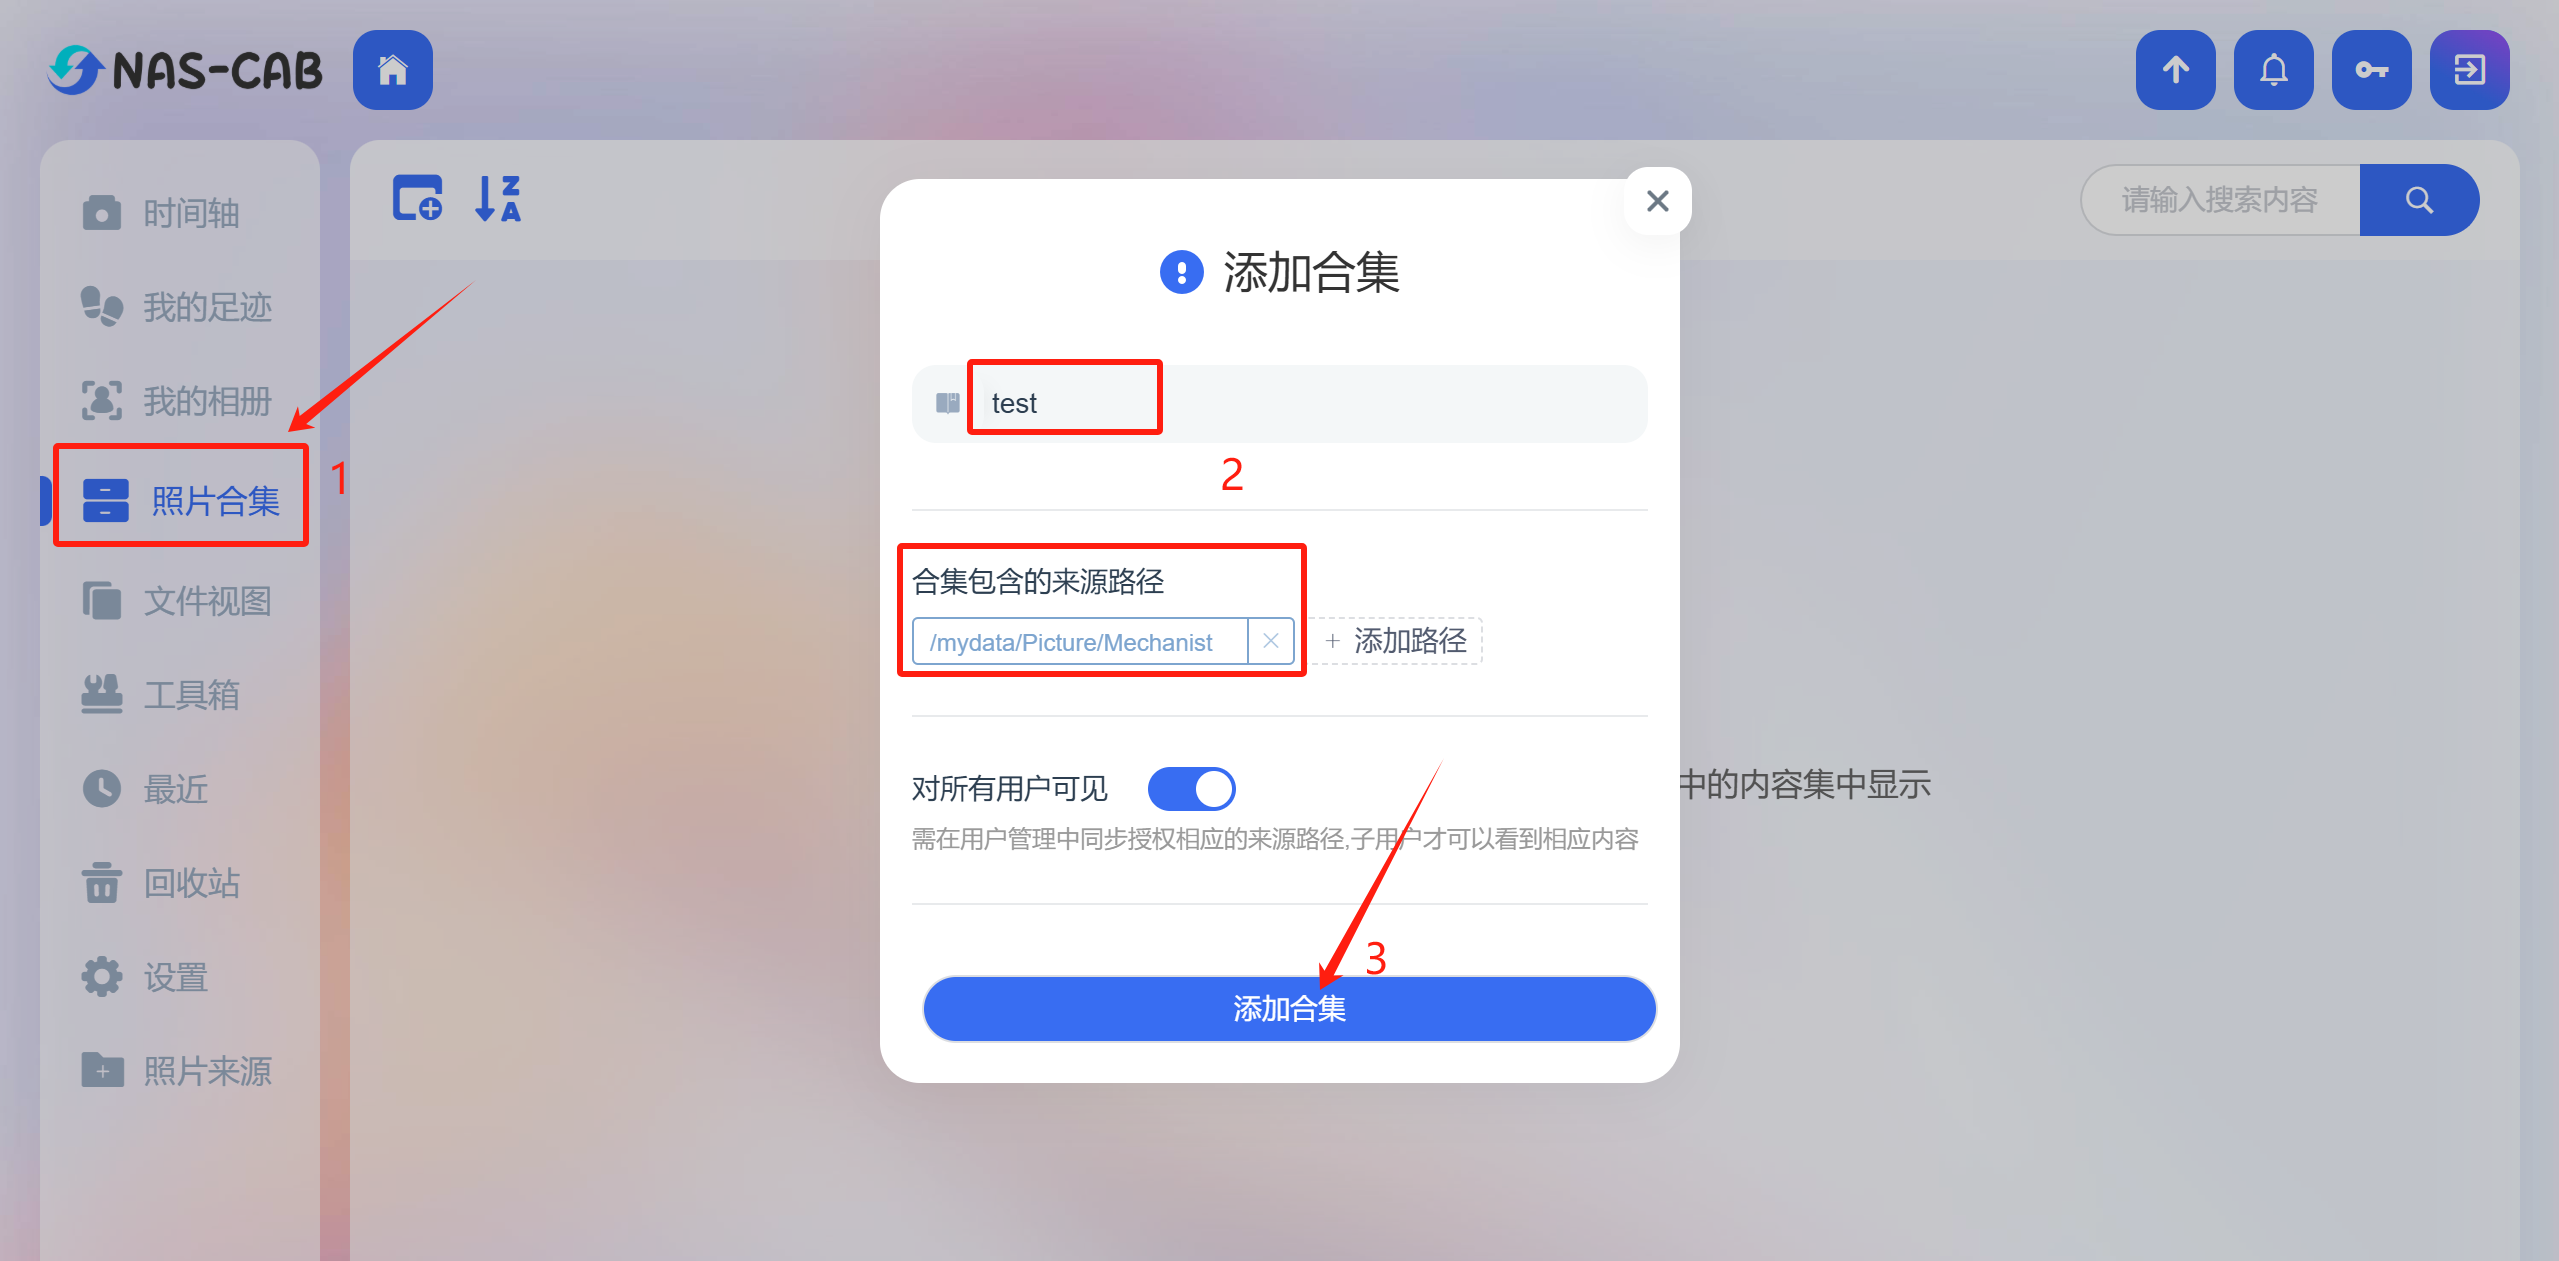 NAS-CAB
请输入搜索内容
时间轴
我的足迹
我的相册
照片合集
1
文件视图
工具箱
最近
回收站
设置
照片来源
添加合集
test
2
合集包含的来源路径
/mydata/Picture/Mechanist
+ 添加路径
对所有用户可见
需在用户管理中同步授权相应的来源路径,子用户才可以看到相应内容
中的内容集中显示
3
添加合集